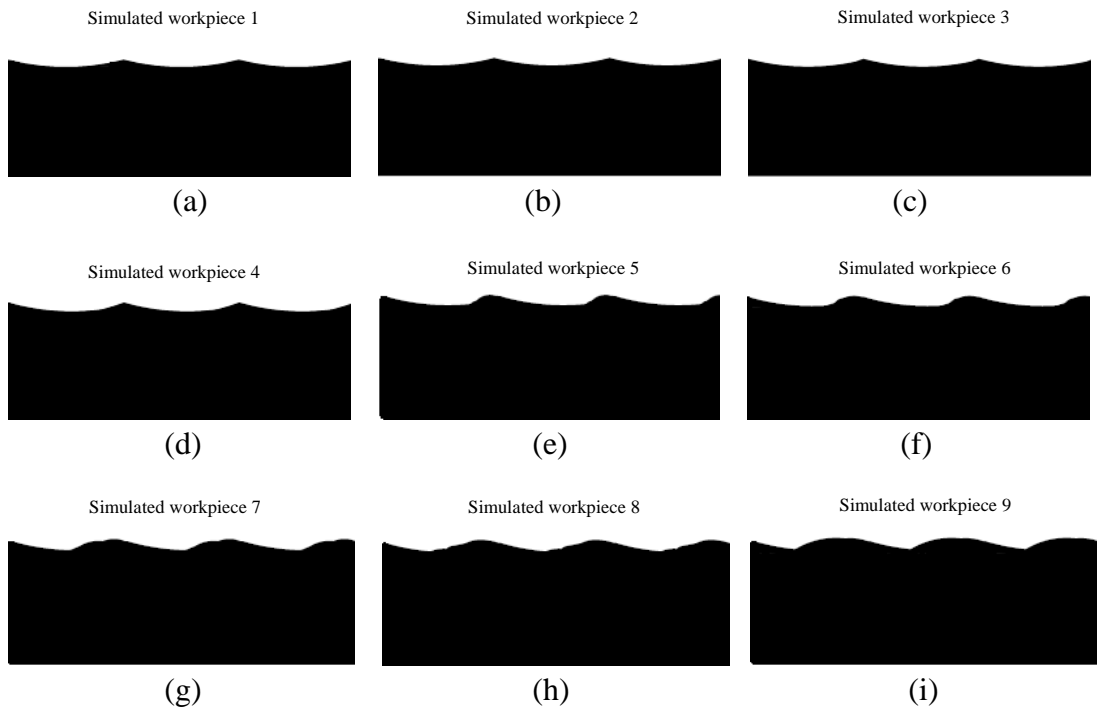 Simulated workpiece 1
Simulated workpiece 2
Simulated workpiece 3
(a)
(b)
(c)
Simulated workpiece 4
Simulated workpiece 5
Simulated workpiece 6
(d)
(e)
(f)
Simulated workpiece 7
Simulated workpiece 8
Simulated workpiece 9
(g)
(h)
(i)